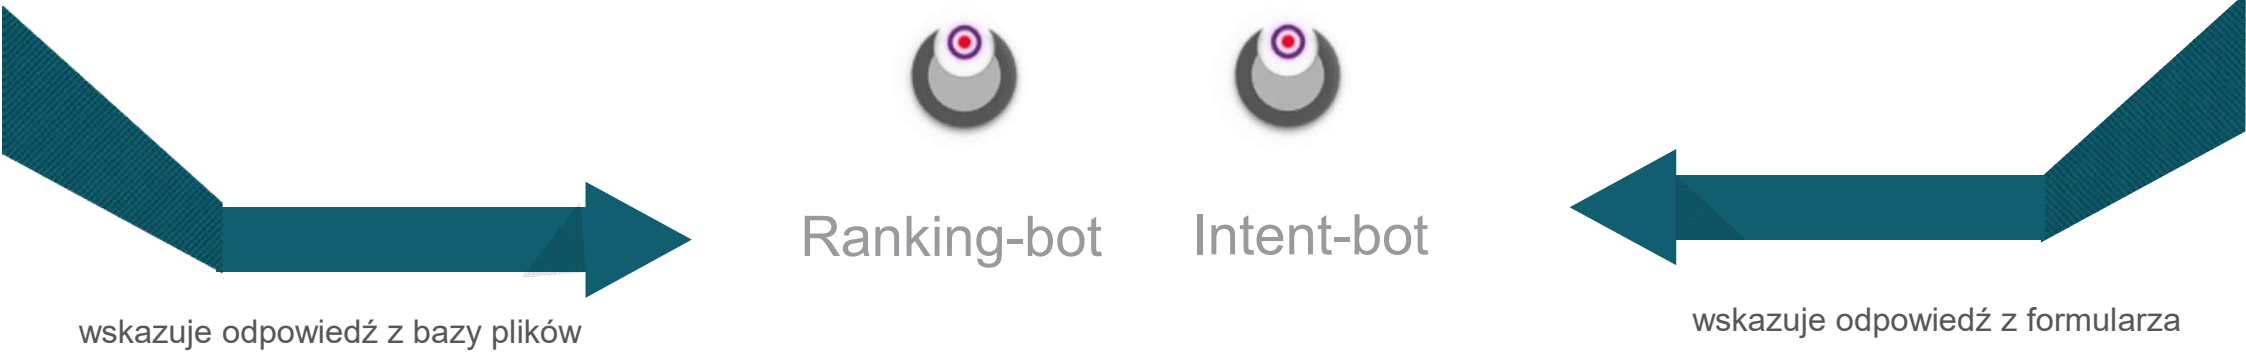 Ranking-bot
Intent-bot
wskazuje odpowiedź z bazy plików
wskazuje odpowiedź z formularza